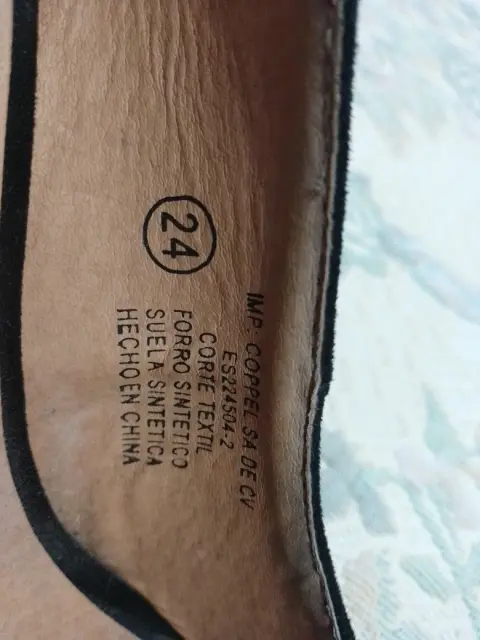 24
IMP: COPPEL SA DE CV
ES224504-2
CORTE TEXTIL
FORRO SINTETICO
SUELA SINTETICA
HECHO EN CHINA